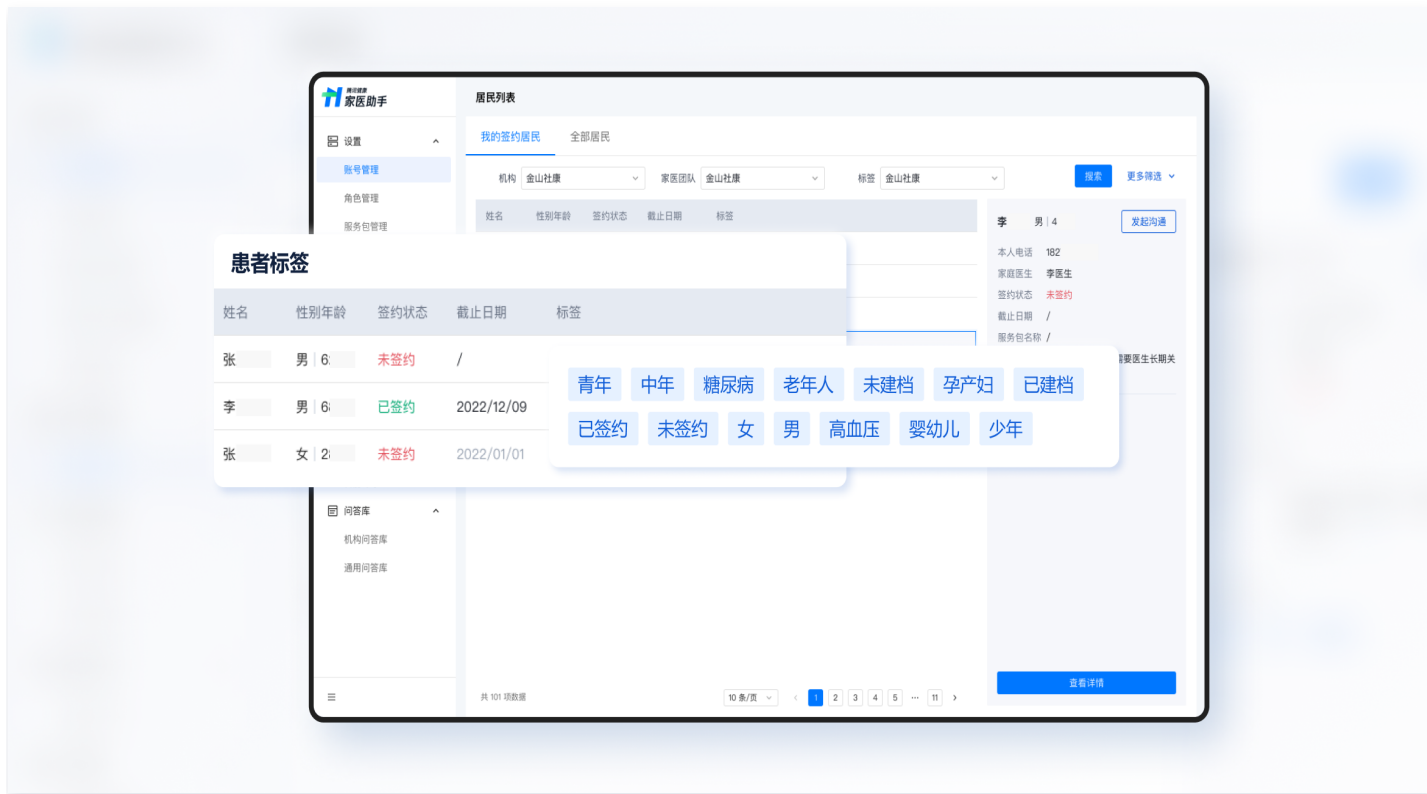 腾讯健康
家医助手
居民列表
设置
我的签约居民 全部居民
账号管理
机构 金山社康 家医团队 金山社康 标签 金山社康 搜索 更多筛选
角色管理
姓名 性别年龄 签约状态 截止日期 标签
李 男 4 发起沟通
服务包管理
本人电话 182
家庭医生 李医生
签约状态 未签约
截止日期 /
服务包名称 /
需要医生长期关
患者标签
姓名 性别年龄 签约状态 截止日期 标签
张 男 6 未签约 /
李 男 6 已签约 2022/12/09
张 女 2 未签约 2022/01/01
青年 中年 糖尿病 老年人 未建档 孕产妇 已建档
已签约 未签约 女 男 高血压 婴幼儿 少年
问答库
机构问答库
通用问答库
查看详情
共 101 项数据 10 条/页 1 2 3 4 5 ··· 11